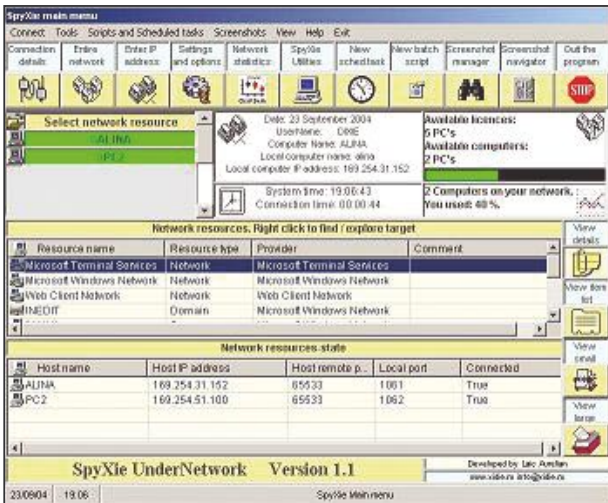 SpyXie main menu
Connect Tools Scripts and Scheduled tasks Screenshots View Help Exit
Connection details
Entire network
Enter IP address
Settings and options
Network statistics
SpyXie Utilities
New sched.task
New batch script
Screenshot manager
Screenshot navigator
Quit the program
STOP
Select network resource
ALINA
PC2
Date: 23 September 2004
UserName: DIXIE
Computer Name: ALINA
Local computer name: alina
Local computer IP address: 169.254.31.152
System time: 19:06:43
Connection time: 00:00:44
Available licences:
5 PC's
Available computers:
2 PC's
2 Computers on your network.
You used: 40 %.
Network resources. Right click to find / explore target
Resource name Resource type Provider Comment
Microsoft Terminal Services Network Microsoft Terminal Services
Microsoft Windows Network Network Microsoft Windows Network
Web Client Network Network Web Client Network
INEDIT Domain Microsoft Windows Network
View details
View item list
View small
View large
Network resources-state
Host name Host IP address Host remote p... Local port Connected
ALINA 169.254.31.152 65533 1061 True
PC2 169.254.51.100 65533 1062 True
SpyXie UnderNetwork Version 1.1
Developed by
23/09/04 19:06 SpyXie Main menu